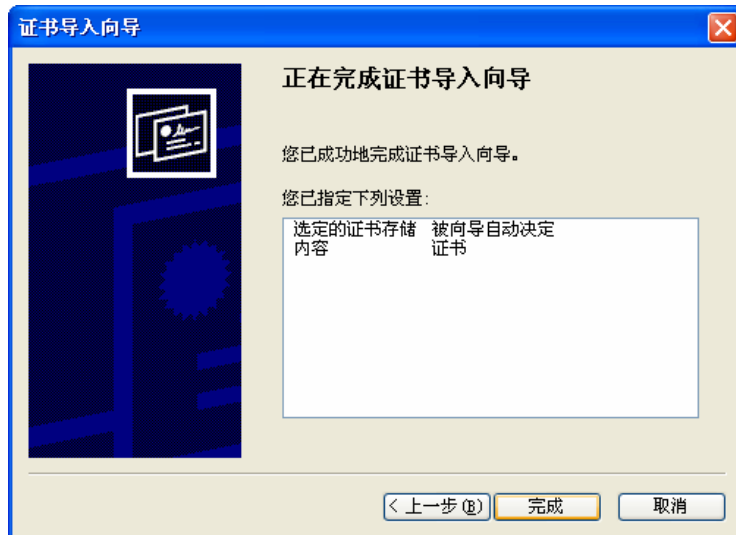 证书导入向导
正在完成证书导入向导
您已成功地完成证书导入向导。
您已指定下列设置:
选定的证书存储 被向导自动决定
内容 证书
< 上一步(B) 完成 取消